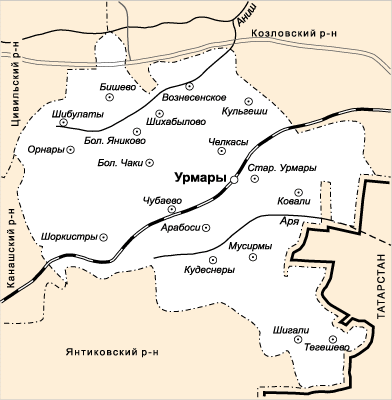 Аниш
Козловский р-н
Цивильский р-н
Бишево
Вознесенское
Кульгеши
Шибулаты
Шихабылово
Бол. Яниково
Орнары
Челкасы
Бол. Чаки
Урмары
Стар. Урмары
Чубаево
Ковали
Канашский р-н
Шоркистры
Арабоси
Аря
Мусирмы
Кудеснеры
ТАТАРСТАН
Шигали
Тегешево
Янтиковский р-н